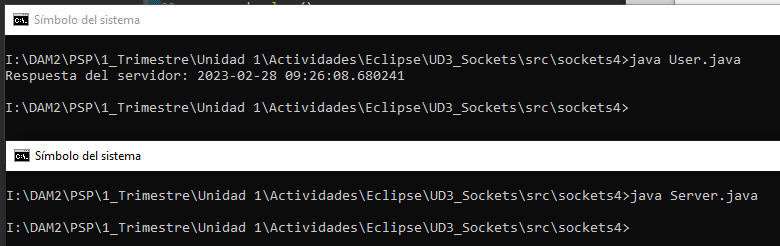 Símbolo del sistema
I:\DAM2\PSP\1_Trimestre\Unidad 1\Actividades\Eclipse\UD3_Sockets\src\sockets4>java User.java
Respuesta del servidor: 2023-02-28 09:26:08.680241
I:\DAM2\PSP\1_Trimestre\Unidad 1\Actividades\Eclipse\UD3_Sockets\src\sockets4>
Símbolo del sistema
I:\DAM2\PSP\1_Trimestre\Unidad 1\Actividades\Eclipse\UD3_Sockets\src\sockets4>java Server.java
I:\DAM2\PSP\1_Trimestre\Unidad 1\Actividades\Eclipse\UD3_Sockets\src\sockets4>